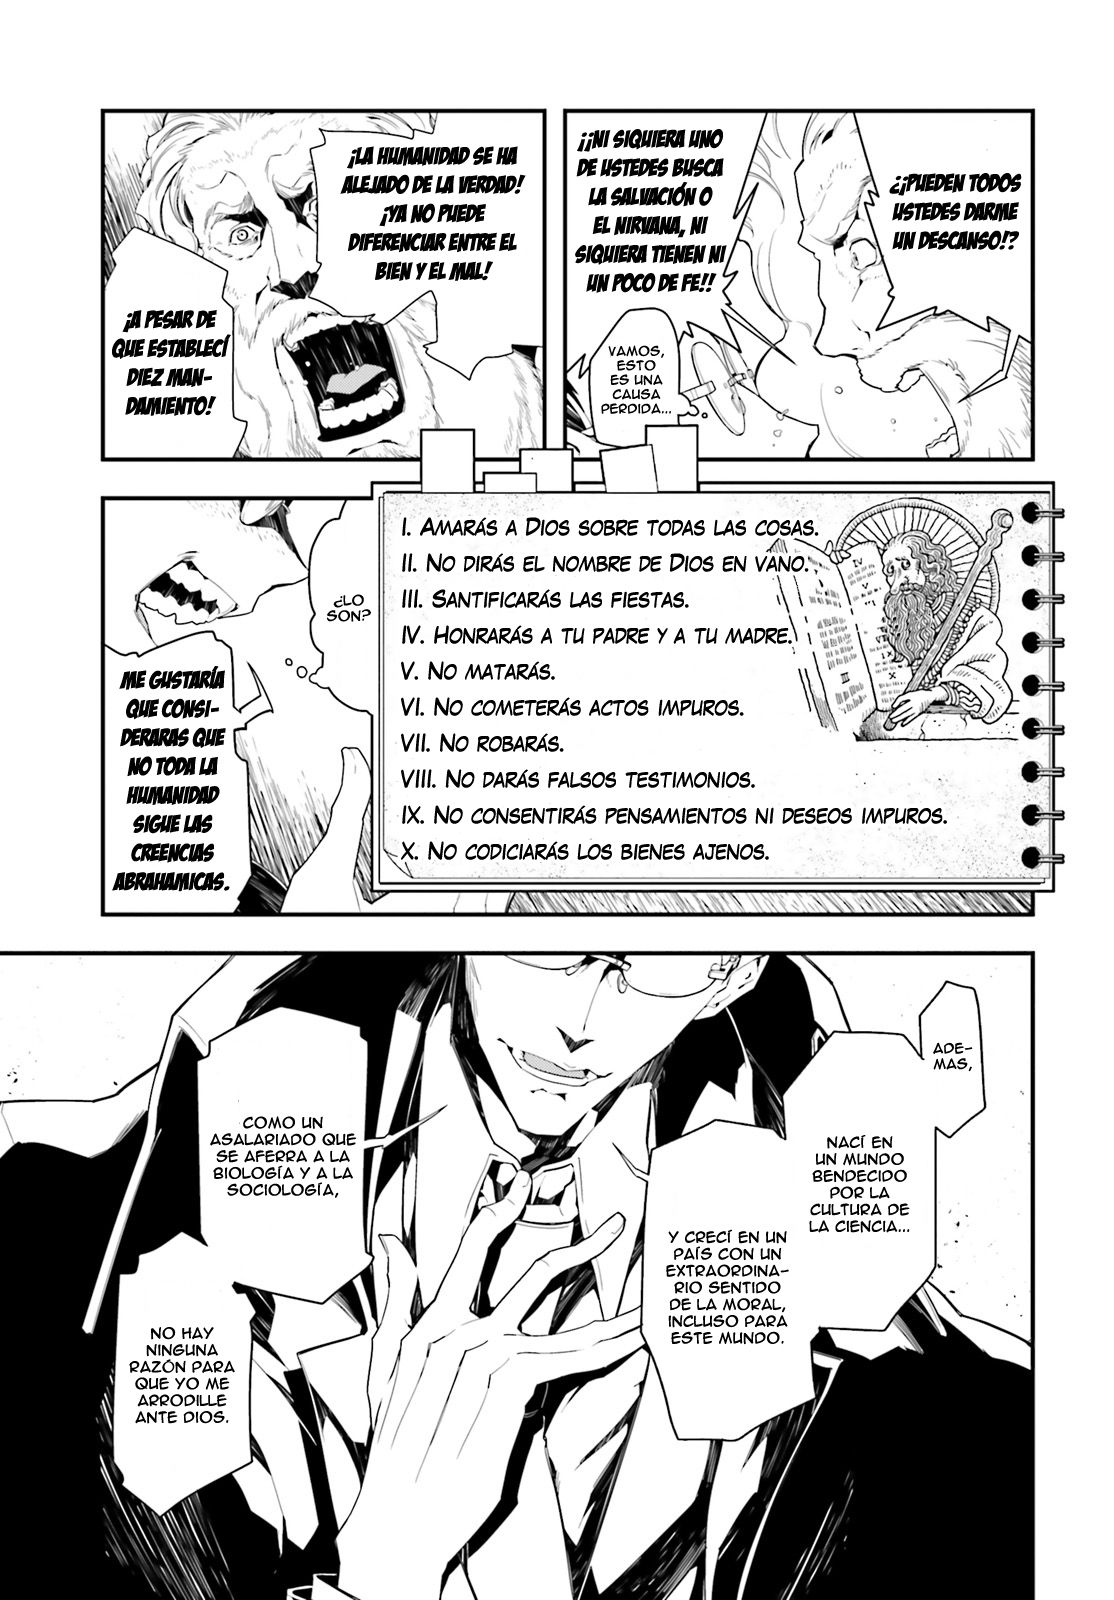 ¿¡PUEDEN TODOS
USTEDES DARME
UN DESCANSO!?
¡¡NI SIQUIERA UNO
DE USTEDES BUSCA
LA SALVACIÓN O
EL NIRVANA, NI
SIQUIERA TIENEN NI
UN POCO DE FE!!
VAMOS,
ESTO
ES UNA
CAUSA
PERDIDA...
¡LA HUMANIDAD SE HA
ALEJADO DE LA VERDAD!
¡YA NO PUEDE
DIFERENCIAR ENTRE EL
BIEN Y EL MAL!
¡A PESAR DE
QUE ESTABLECÍ
DIEZ MAN-
DAMIENTO!
I. AMARÁS A DIOS SOBRE TODAS LAS COSAS.
II. NO DIRÁS EL NOMBRE DE DIOS EN VANO.
III. SANTIFICARÁS LAS FIESTAS.
IV. HONRARÁS A TU PADRE Y A TU MADRE.
V. NO MATARÁS.
VI. NO COMETERÁS ACTOS IMPUROS.
VII. NO ROBARÁS.
VIII. NO DARÁS FALSOS TESTIMONIOS.
IX. NO CONSENTIRÁS PENSAMIENTOS NI DESEOS IMPUROS.
X. NO CODICIARÁS LOS BIENES AJENOS.
¿LO
SON?
ME GUSTARÍA
QUE CONSI-
DERARAS QUE
NO TODA LA
HUMANIDAD
SIGUE LAS
CREENCIAS
ABRAHAMICAS.
ADE-
MAS,
NACÍ EN
UN MUNDO
BENDECIDO
POR LA
CULTURA DE
LA CIENCIA...
Y CRECÍ EN UN
PAÍS CON UN
EXTRAORDINA-
RIO SENTIDO
DE LA MORAL,
INCLUSO PARA
ESTE MUNDO.
COMO UN
ASALARIADO QUE
SE AFERRA A LA
BIOLOGÍA Y A LA
SOCIOLOGÍA,
NO HAY
NINGUNA
RAZÓN PARA
QUE YO ME
ARRODILLE
ANTE DIOS.